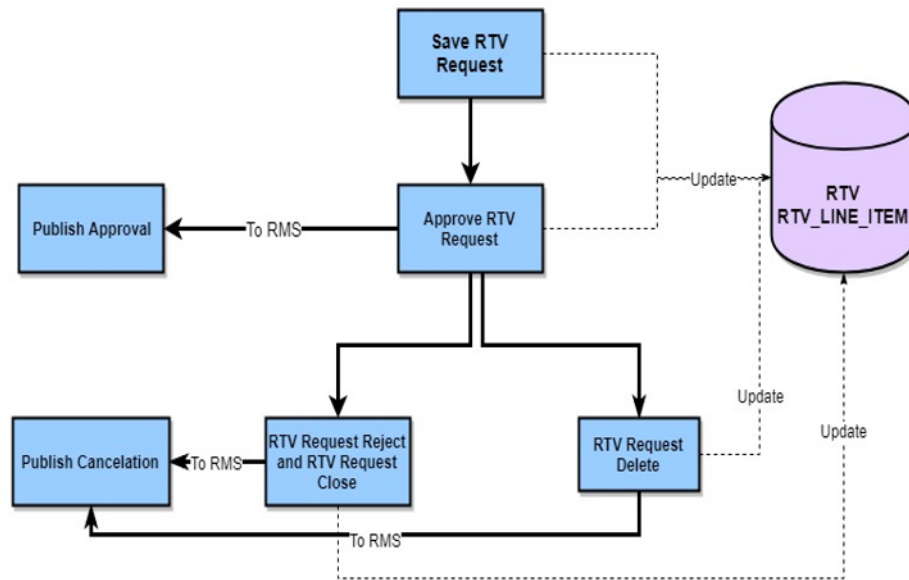 Save RTV
Request
Update
RTV
RTV_LINE_ITEM
Publish Approval
To RMS
Approve RTV
Request
Update
Update
Publish Cancelation
To RMS
RTV Request Reject
and RTV Request
Close
RTV Request
Delete
To RMS